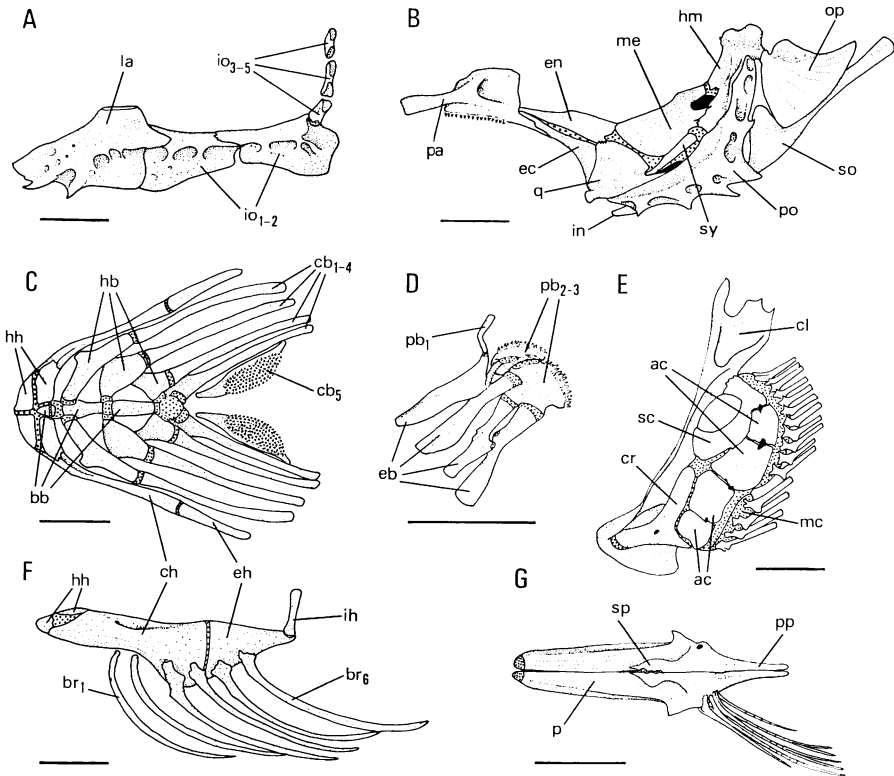 A
la
io3-5
io1-2
B
hm
op
me
en
pa
ec
q
in
sy
po
so
C
hh
hb
cb1-4
cb5
bb
ch
eh
D
pb1
pb2-3
eb
E
cl
ac
sc
cr
mc
ac
F
hh
ch
eh
ih
br1
br6
G
sp
pp
p